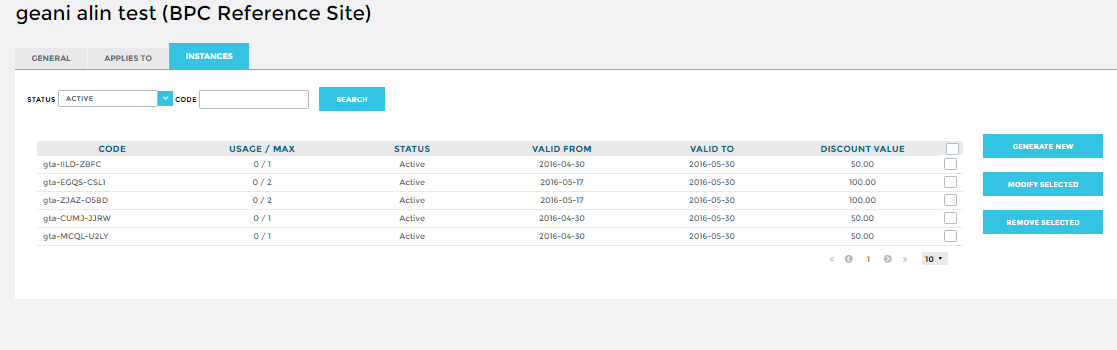 geani alin test (BPC Reference Site)
GENERAL APPLIES TO INSTANCES
STATUS ACTIVE CODE SEARCH
CODE USAGE / MAX STATUS VALID FROM VALID TO DISCOUNT VALUE
GENERATE NEW
gta-IILD-ZBFC 0 / 1 Active 2016-04-30 2016-05-30 50.00
gta-EGQS-CSL1 0 / 2 Active 2016-05-17 2016-05-30 100.00
MODIFY SELECTED
gta-ZJAZ-O5BD 0 / 2 Active 2016-05-17 2016-05-30 100.00
gta-CUMJ-JJRW 0 / 1 Active 2016-04-30 2016-05-30 50.00
REMOVE SELECTED
gta-MCQL-U2LY 0 / 1 Active 2016-04-30 2016-05-30 50.00
« 1 » 10